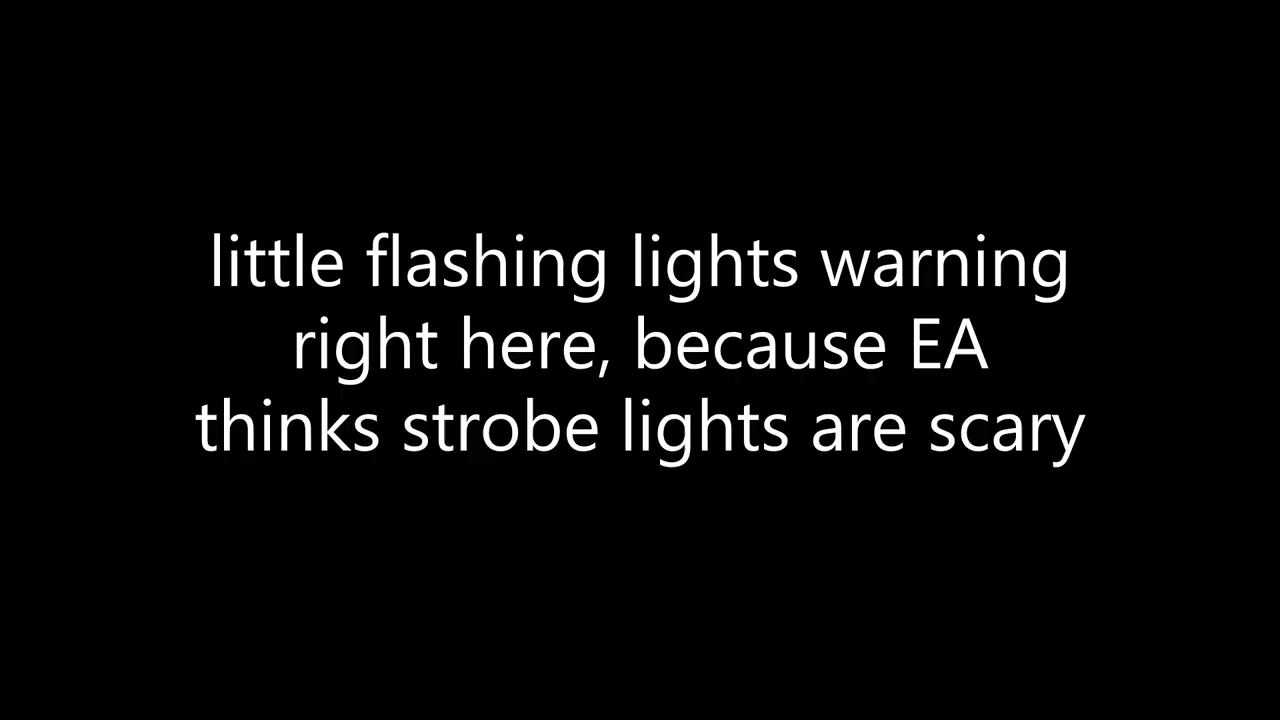 little flashing lights warning
right here, because EA
thinks strobe lights are scary